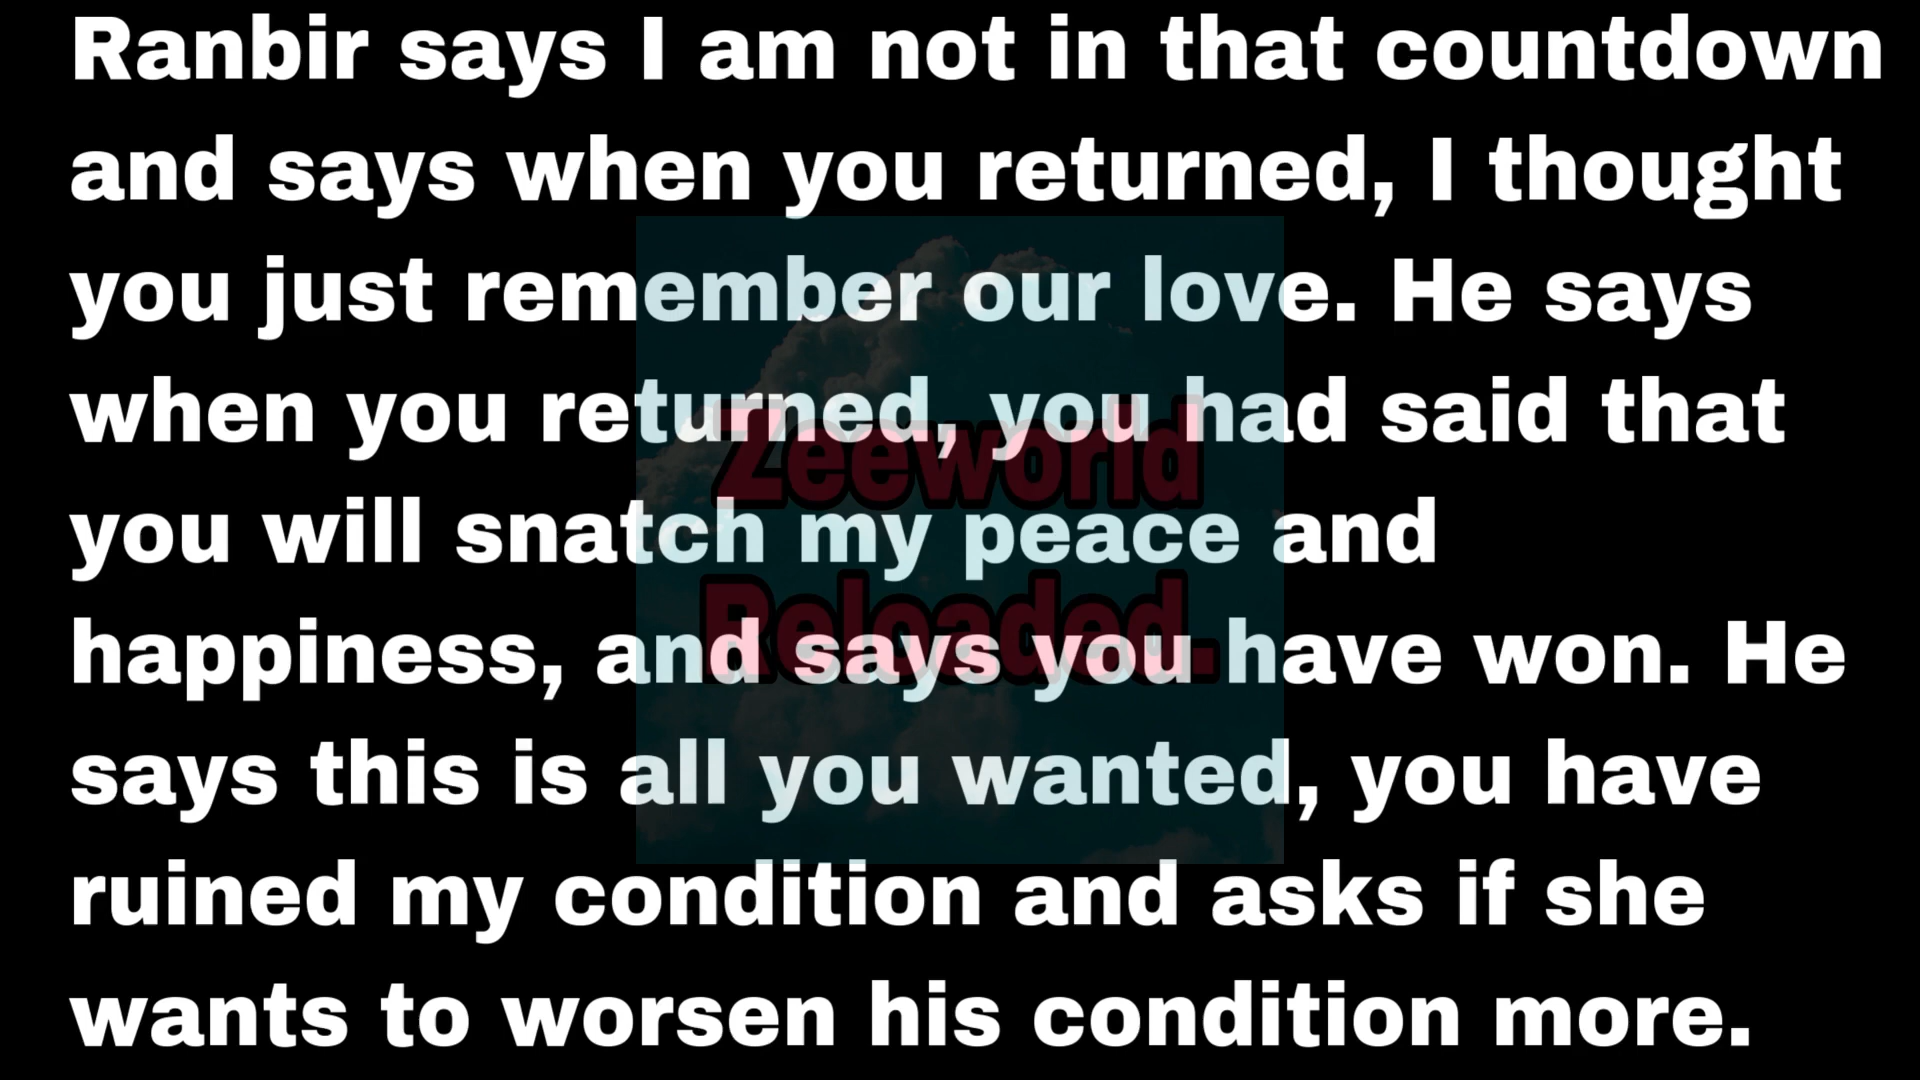 Ranbir says I am not in that countdown
and says when you returned, I thought
you just remember our love. He says
when you returned, you had said that
you will snatch my peace and
happiness, and says you have won. He
says this is all you wanted, you have
ruined my condition and asks if she
wants to worsen his condition more.
Zeeworld
Reloaded.